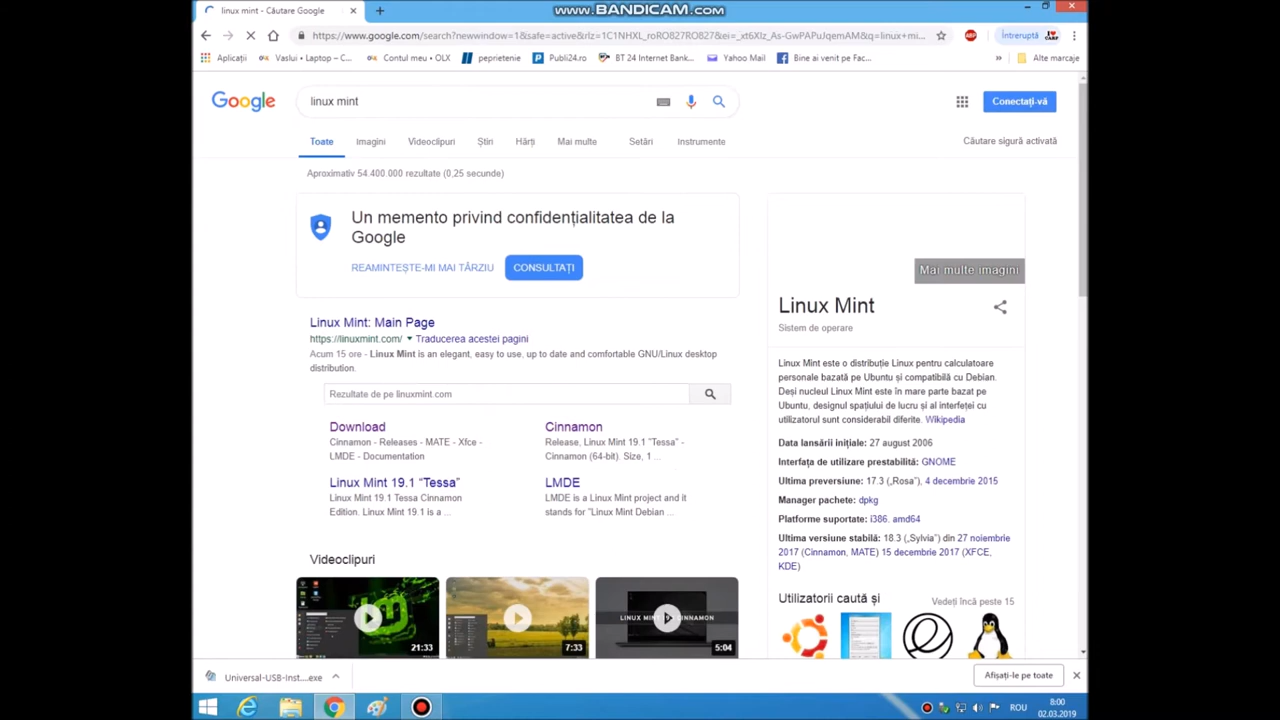 www.BANDICAM.com
linux mint - Căutare Google
https://www.google.com/search?newwindow=1&safe=active&rlz=1C1NHXL_roRO827RO827&ei=_xt6Xlz_As-GwPAPuJqemAM&q=linux+mi...
ABP
Întreruptă
Aplicații
Vaslui • Laptop – C...
Contul meu • OLX
peprietenie
Publi24.ro
BT 24 Internet Bank...
Yahoo Mail
Bine ai venit pe Fac...
»
Alte marcaje
Google
linux mint
Conectați-vă
Toate
Imagini
Videoclipuri
Știri
Hărți
Mai multe
Setări
Instrumente
Căutare sigură activată
Aproximativ 54.400.000 rezultate (0,25 secunde)
Un memento privind confidențialitatea de la
Google
REAMINTEȘTE-MI MAI TÂRZIU
CONSULTAȚI
Linux Mint: Main Page
https://linuxmint.com/ ▼ Traducerea acestei pagini
Acum 15 ore - Linux Mint is an elegant, easy to use, up to date and comfortable GNU/Linux desktop
distribution.
Rezultate de pe linuxmint.com
Download
Cinnamon - Releases - MATE - Xfce -
LMDE - Documentation
Cinnamon
Release, Linux Mint 19.1 "Tessa" -
Cinnamon (64-bit). Size, 1 ...
Linux Mint 19.1 “Tessa”
Linux Mint 19.1 Tessa Cinnamon
Edition. Linux Mint 19.1 is a ...
LMDE
LMDE is a Linux Mint project and it
stands for "Linux Mint Debian ...
Videoclipuri
21:33
7:33
5:04
Mai multe imagini
Linux Mint
Sistem de operare
Linux Mint este o distribuție Linux pentru calculatoare
personale bazată pe Ubuntu și compatibilă cu Debian.
Deși nucleul Linux Mint este în mare parte bazat pe
Ubuntu, designul spațiului de lucru și al interfeței cu
utilizatorul sunt considerabil diferite. Wikipedia
Data lansării inițiale: 27 august 2006
Interfața de utilizare prestabilită: GNOME
Ultima preversiune: 17.3 („Rosa”), 4 decembrie 2015
Manager pachete: dpkg
Platforme suportate: i386, amd64
Ultima versiune stabilă: 18.3 („Sylvia”) din 27 noiembrie
2017 (Cinnamon, MATE) 15 decembrie 2017 (XFCE,
KDE)
Utilizatorii caută și
Vedeți încă peste 15
Universal-USB-Inst....exe
Afișați-le pe toate
ROU
8:00
02.03.2019